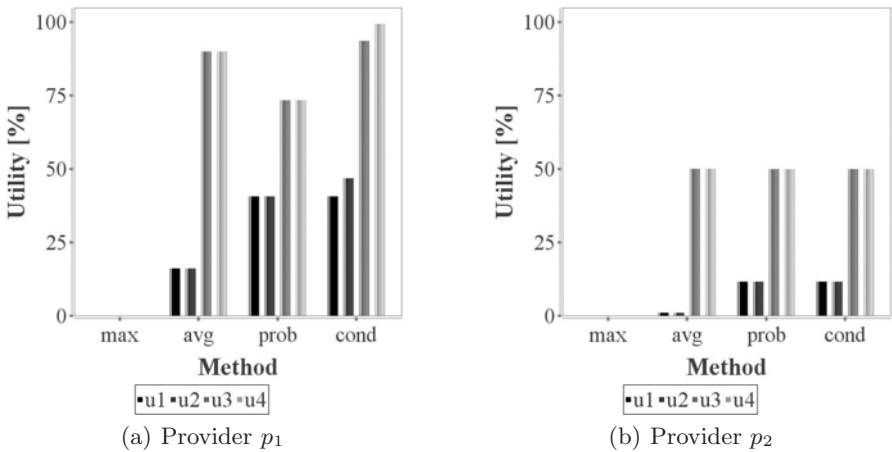 100
75
50
25
0
Utility [%]
max avg prob cond
Method
u1 u2 u3 u4
(a) Provider p1
100
75
50
25
0
Utility [%]
max avg prob cond
Method
u1 u2 u3 u4
(b) Provider p2